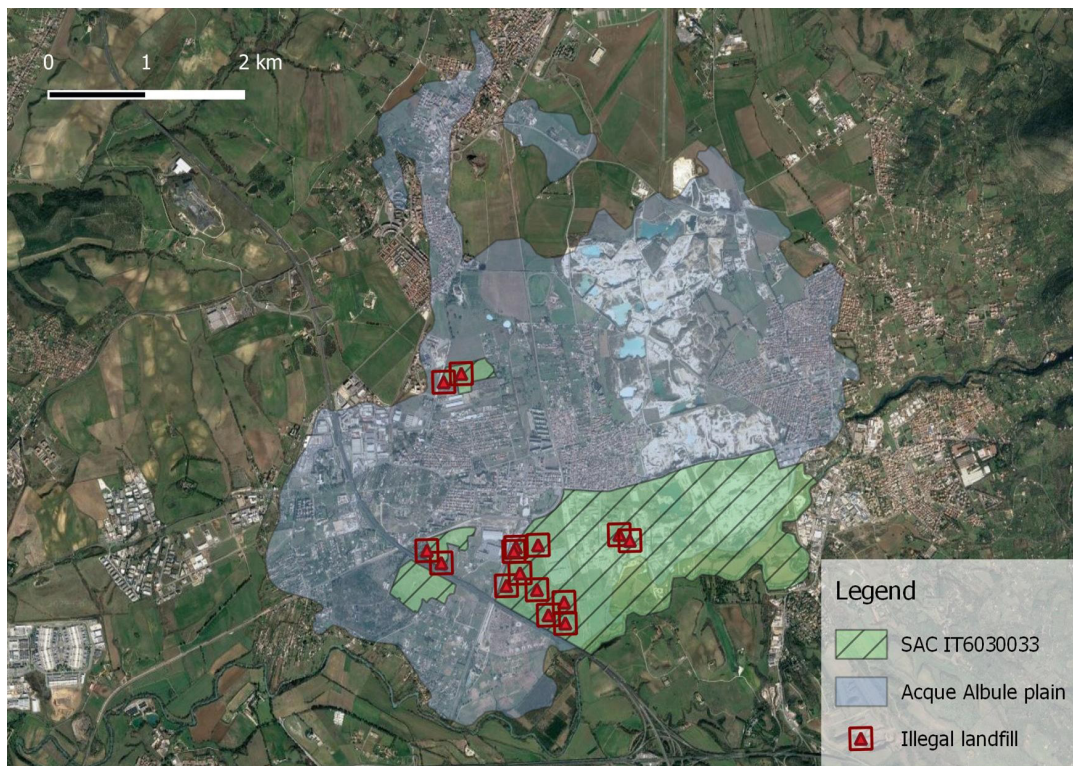 0 1 2 km
Legend
SAC IT6030033
Acque Albule plain
Illegal landfill